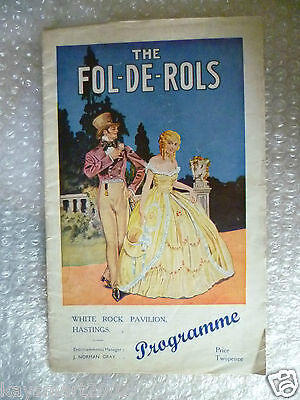 THE
FOL-DE-ROLS
WHITE ROCK PAVILION,
HASTINGS.
Entertainments Manager :
J. NORMAN GRAY.
Programme
Price
Twopence